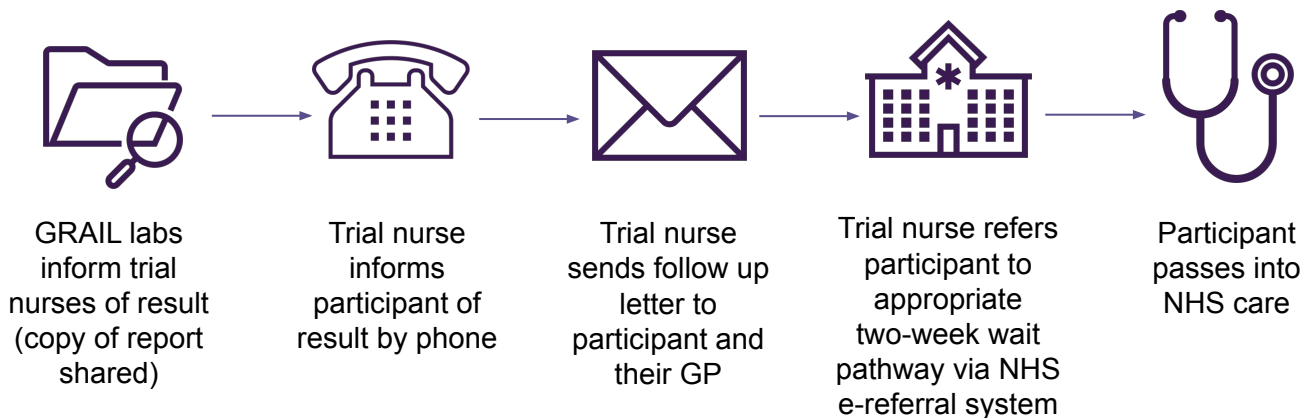 GRAIL labs
inform trial
nurses of result
(copy of report
shared)
Trial nurse
informs
participant of
result by phone
Trial nurse
sends follow up
letter to
participant and
their GP
Trial nurse refers
participant to
appropriate
two-week wait
pathway via NHS
e-referral system
Participant
passes into
NHS care